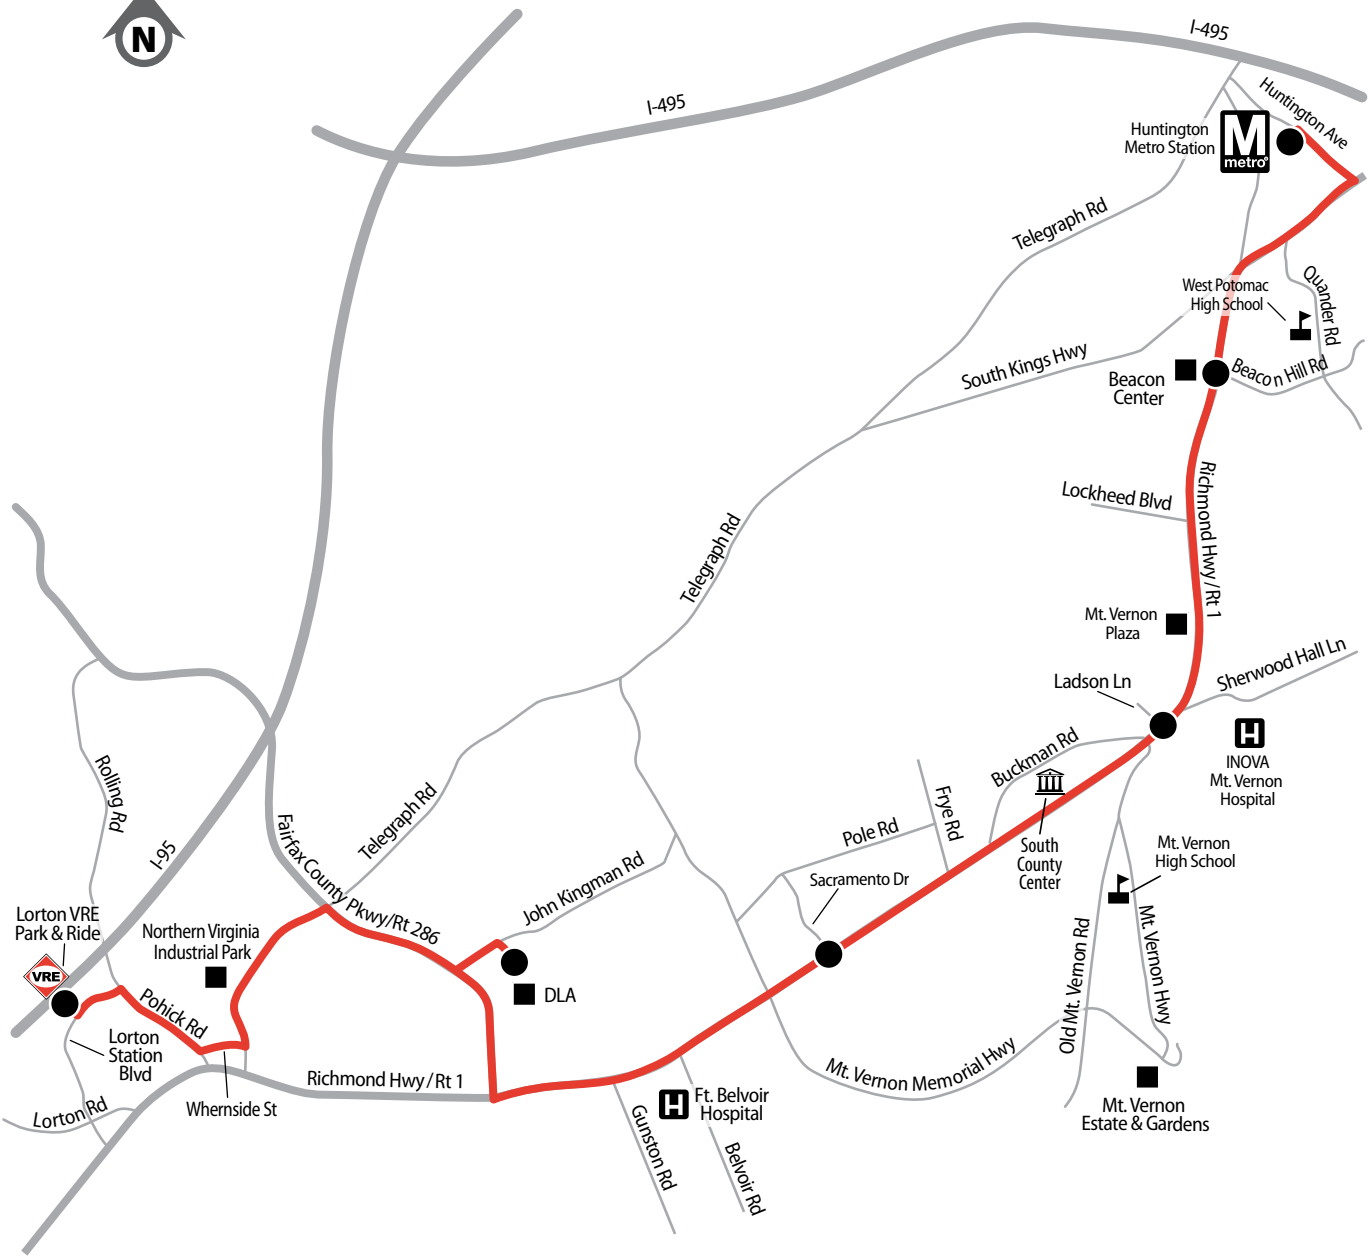 N
I-495
I-495
Huntington Ave
Huntington
Metro Station
M
metro
Telegraph Rd
West Potomac
High School
Quander Rd
South Kings Hwy
Beacon
Center
Beacon Hill Rd
Richmond Hwy / Rt 1
Lockheed Blvd
Telegraph Rd
Mt. Vernon
Plaza
Sherwood Hall Ln
Ladson Ln
H
INOVA
Mt. Vernon
Hospital
Buckman Rd
Rolling Rd
I-95
Fairfax County Pkwy/Rt 286
Telegraph Rd
Frye Rd
Pole Rd
South
County
Center
Mt. Vernon
High School
John Kingman Rd
Sacramento Dr
Lorton VRE
Park & Ride
VRE
Northern Virginia
Industrial Park
Mt. Vernon Hwy
Old Mt. Vernon Rd
DLA
Pohick Rd
Lorton
Station
Blvd
Richmond Hwy / Rt 1
Mt. Vernon Memorial Hwy
Whernside St
Lorton Rd
H
Ft. Belvoir
Hospital
Gunston Rd
Belvoir Rd
Mt. Vernon
Estate & Gardens